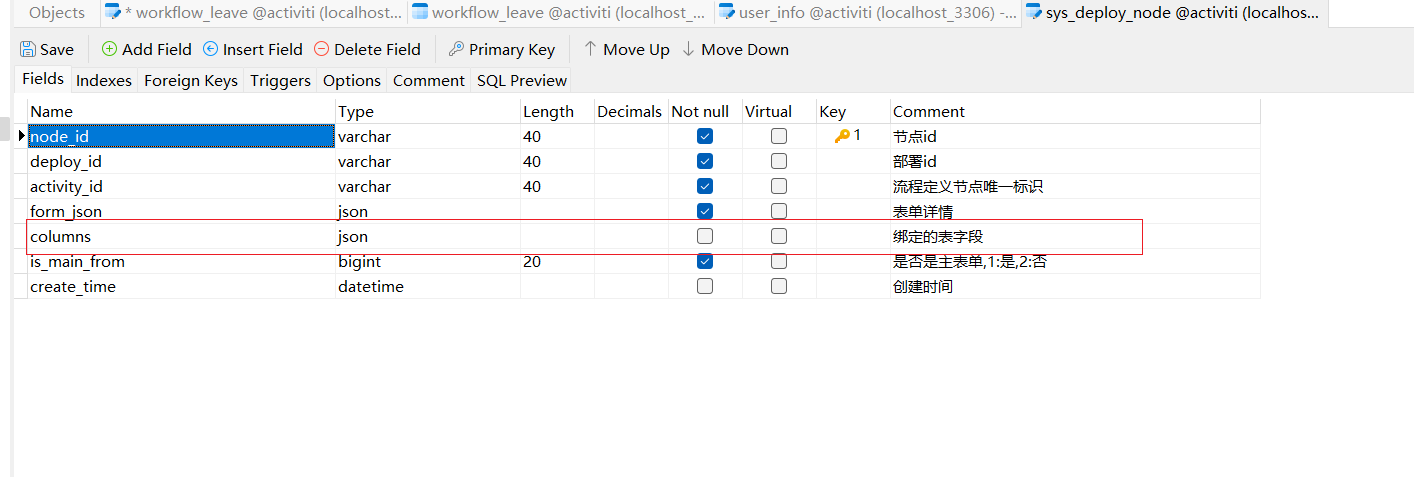 Objects * workflow_leave @activiti (localhost... workflow_leave @activiti (localhost_... user_info @activiti (localhost_3306) -... sys_deploy_node @activiti (localhos...
Save Add Field Insert Field Delete Field Primary Key Move Up Move Down
Fields Indexes Foreign Keys Triggers Options Comment SQL Preview
Name Type Length Decimals Not null Virtual Key Comment
node_id varchar 40 1 节点id
deploy_id varchar 40 部署id
activity_id varchar 40 流程定义节点唯一标识
form_json json 表单详情
columns json 绑定的表字段
is_main_from bigint 20 是否是主表单,1:是,2:否
create_time datetime 创建时间